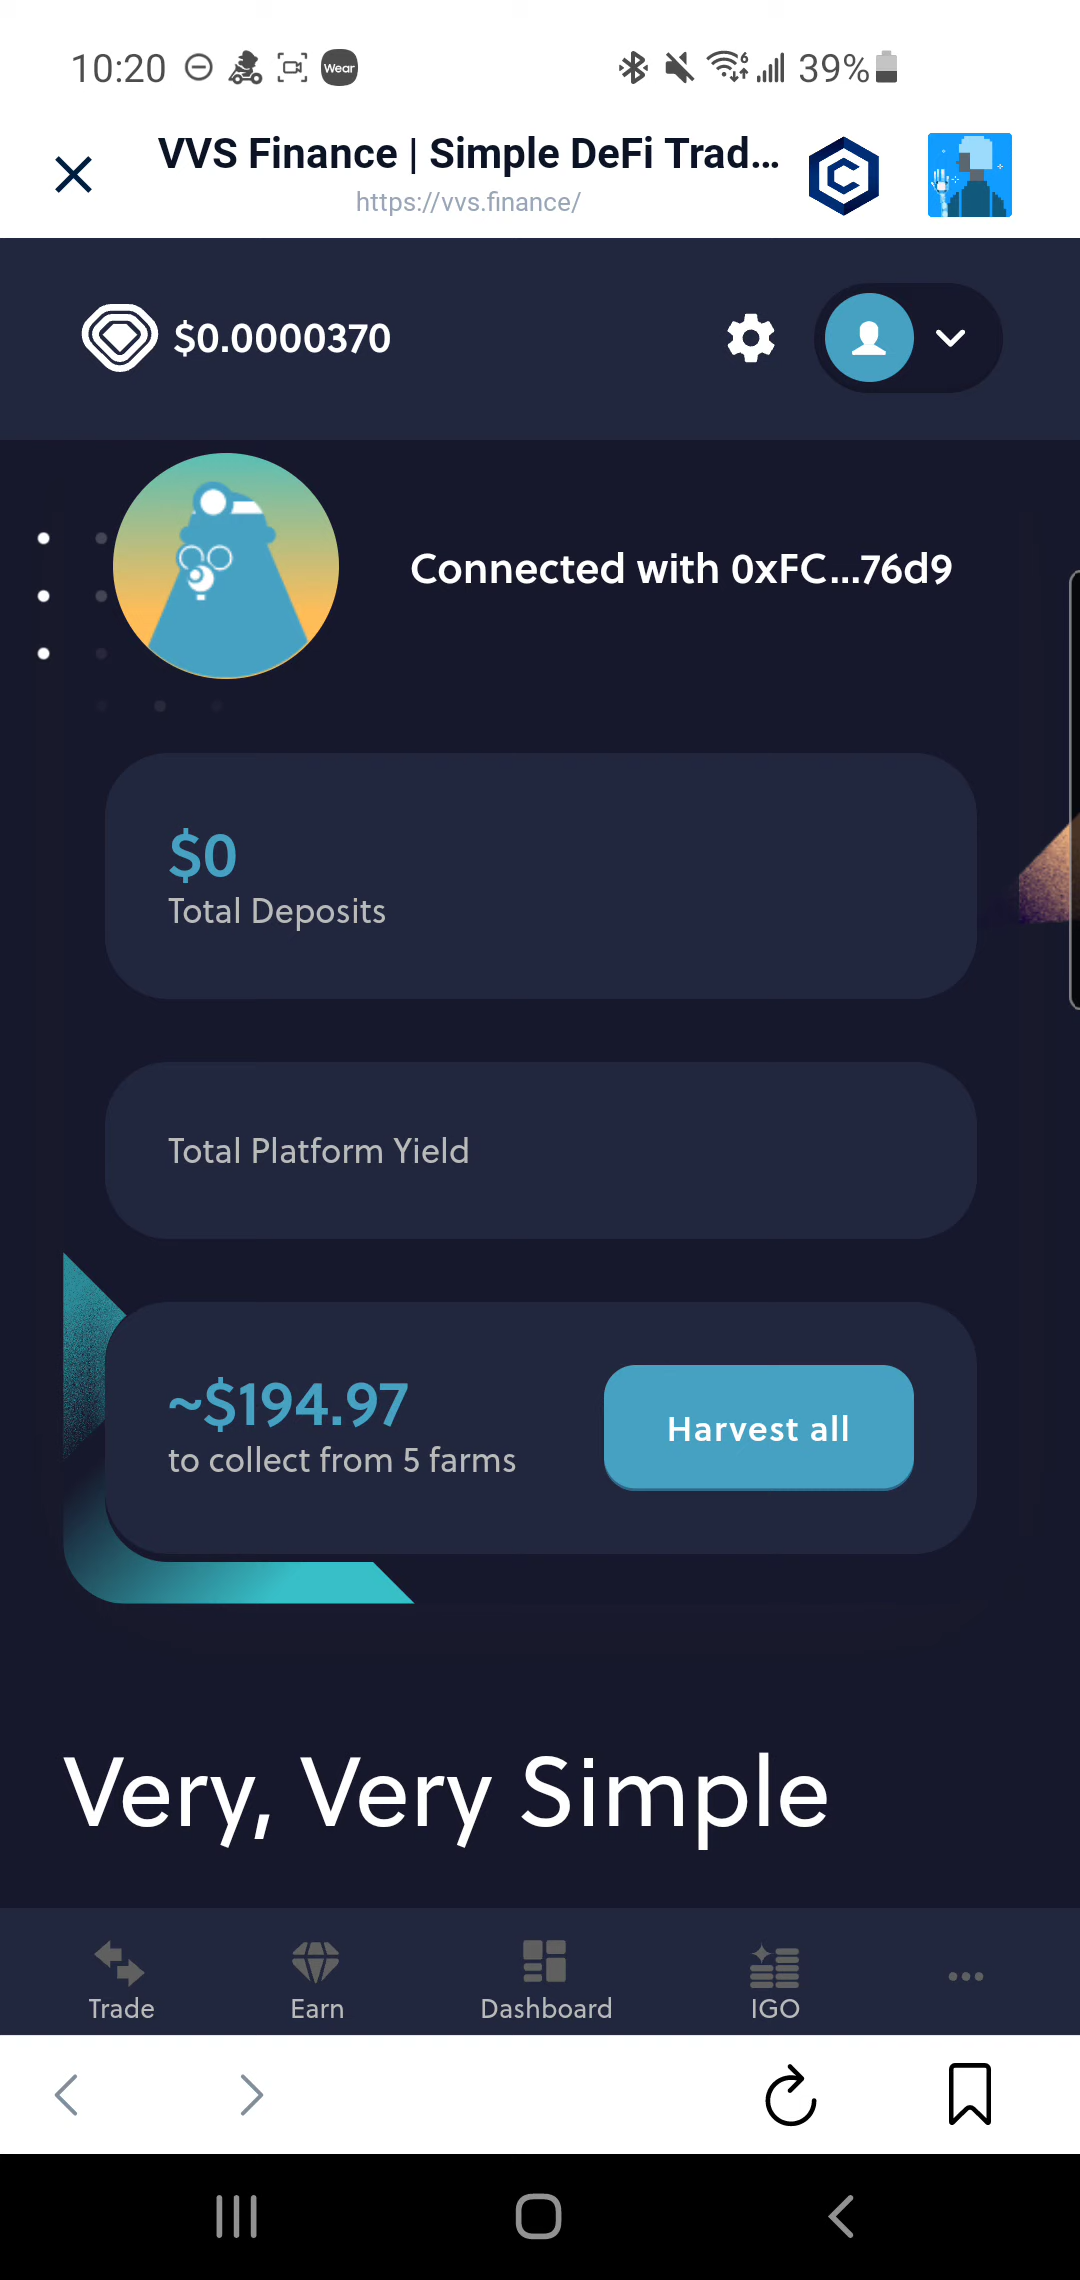 10:20
Wear
6
39%
VVS Finance | Simple DeFi Trad...
https://vvs.finance/
$0.0000370
Connected with 0xFC...76d9
$0
Total Deposits
Total Platform Yield
~$194.97
to collect from 5 farms
Harvest all
Very, Very Simple
Trade
Earn
Dashboard
IGO